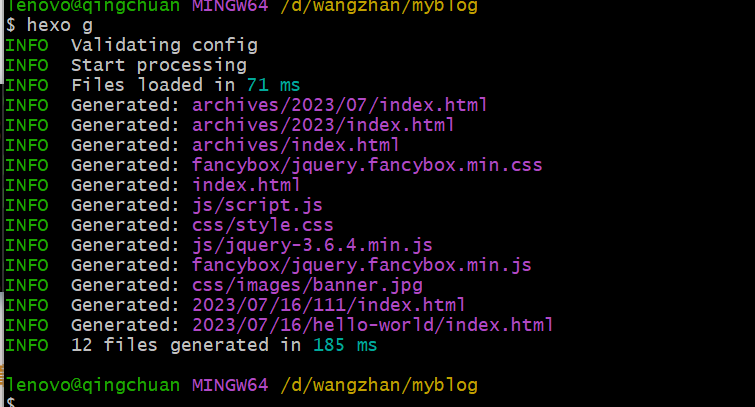 lenovo@qingchuan MINGW64 /d/wangzhan/myblog
$ hexo g
INFO  Validating config
INFO  Start processing
INFO  Files loaded in 71 ms
INFO  Generated: archives/2023/07/index.html
INFO  Generated: archives/2023/index.html
INFO  Generated: archives/index.html
INFO  Generated: fancybox/jquery.fancybox.min.css
INFO  Generated: index.html
INFO  Generated: js/script.js
INFO  Generated: css/style.css
INFO  Generated: js/jquery-3.6.4.min.js
INFO  Generated: fancybox/jquery.fancybox.min.js
INFO  Generated: css/images/banner.jpg
INFO  Generated: 2023/07/16/111/index.html
INFO  Generated: 2023/07/16/hello-world/index.html
INFO  12 files generated in 185 ms
lenovo@qingchuan MINGW64 /d/wangzhan/myblog
$